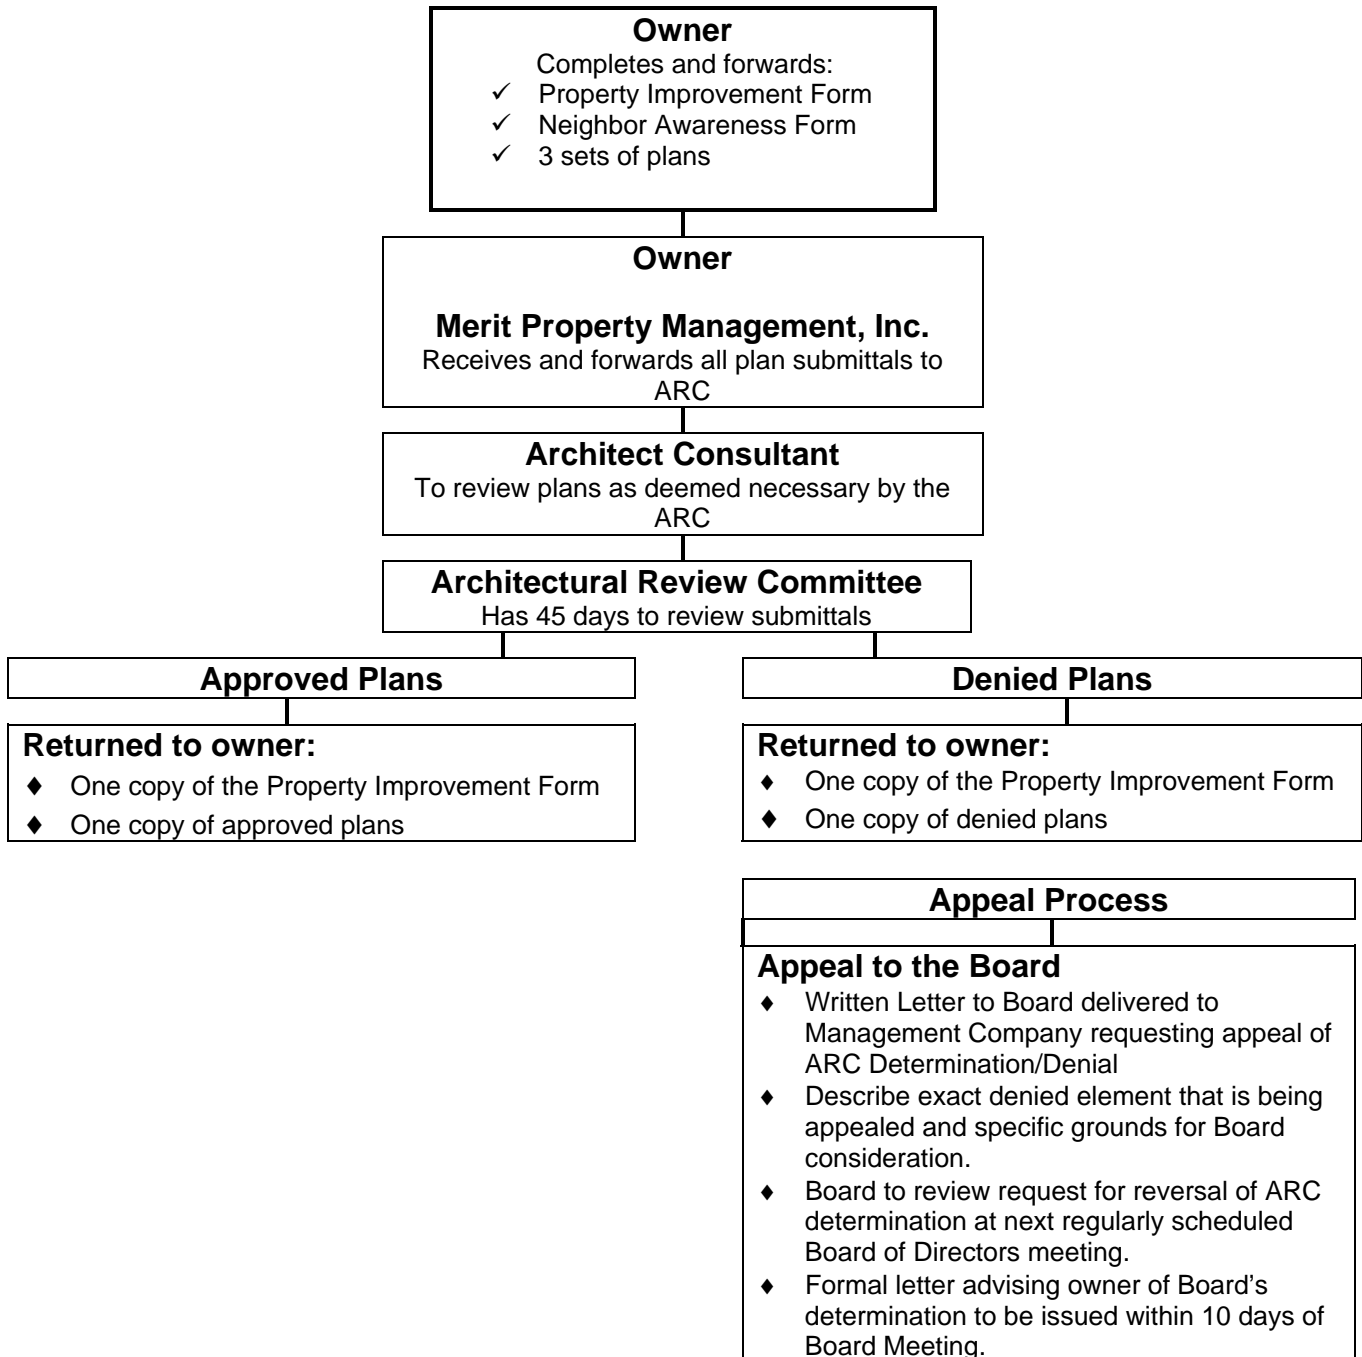 Owner
Completes and forwards:
✓ Property Improvement Form
✓ Neighbor Awareness Form
✓ 3 sets of plans
Owner
Merit Property Management, Inc.
Receives and forwards all plan submittals to
ARC
Architect Consultant
To review plans as deemed necessary by the
ARC
Architectural Review Committee
Has 45 days to review submittals
Approved Plans
Returned to owner:
♦ One copy of the Property Improvement Form
♦ One copy of approved plans
Denied Plans
Returned to owner:
♦ One copy of the Property Improvement Form
♦ One copy of denied plans
Appeal Process
Appeal to the Board
♦ Written Letter to Board delivered to
Management Company requesting appeal of
ARC Determination/Denial
♦ Describe exact denied element that is being
appealed and specific grounds for Board
consideration.
♦ Board to review request for reversal of ARC
determination at next regularly scheduled
Board of Directors meeting.
♦ Formal letter advising owner of Board's
determination to be issued within 10 days of
Board Meeting.